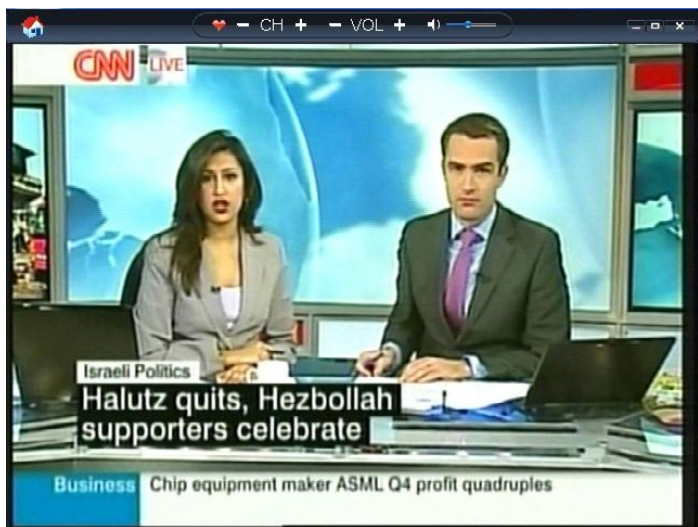 CH
VOL
CNN LIVE
Israeli Politics
Halutz quits, Hezbollah
supporters celebrate
Business Chip equipment maker ASML Q4 profit quadruples